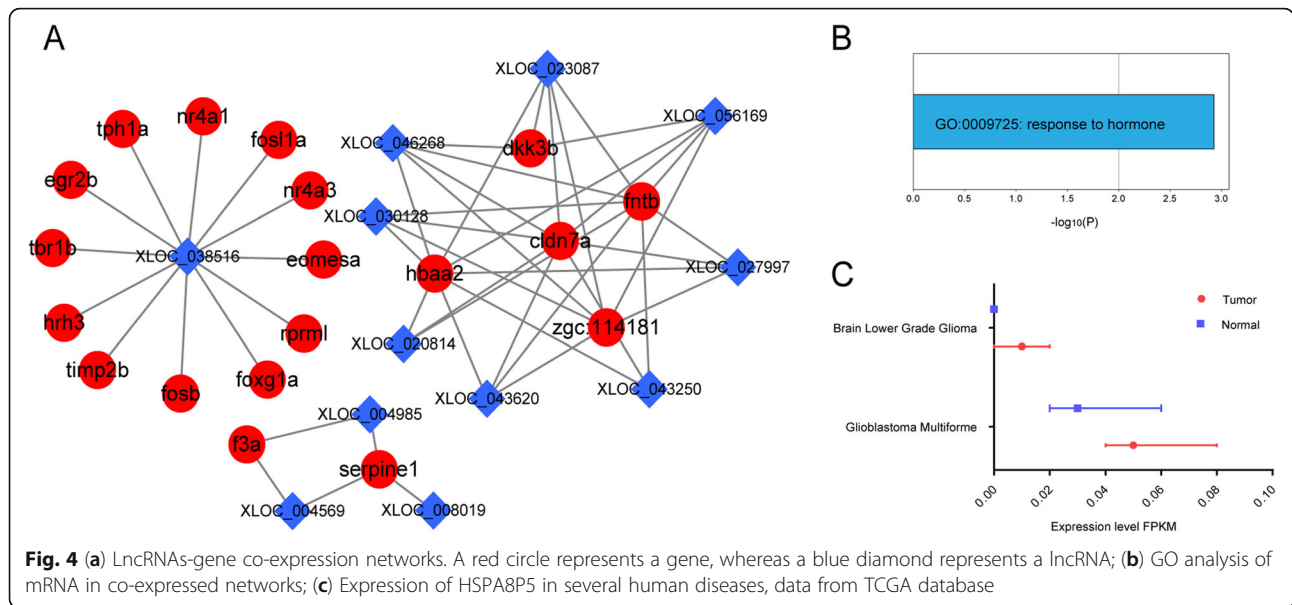 A
nr4a1
tph1a
fosl1a
egr2b
nr4a3
tbr1b
XLOC_038516
eomesa
hrh3
rprml
timp2b
fosb
foxg1a
XLOC_023087
XLOC_056169
XLOC_046268
dkk3b
fntb
XLOC_030128
cldn7a
hbaa2
XLOC_027997
zgc:114181
XLOC_020814
XLOC_043620
XLOC_043250
XLOC_004985
f3a
serpine1
XLOC_004569
XLOC_008019
B
GO:0009725: response to hormone
0.0 0.5 1.0 1.5 2.0 2.5 3.0
-log10(P)
C
Tumor
Normal
Brain Lower Grade Glioma
Glioblastoma Multiforme
0.00 0.02 0.04 0.06 0.08 0.10
Expression level FPKM
Fig. 4 (a) LncRNAs-gene co-expression networks. A red circle represents a gene, whereas a blue diamond represents a lncRNA; (b) GO analysis of
mRNA in co-expressed networks; (c) Expression of HSPA8P5 in several human diseases, data from TCGA database